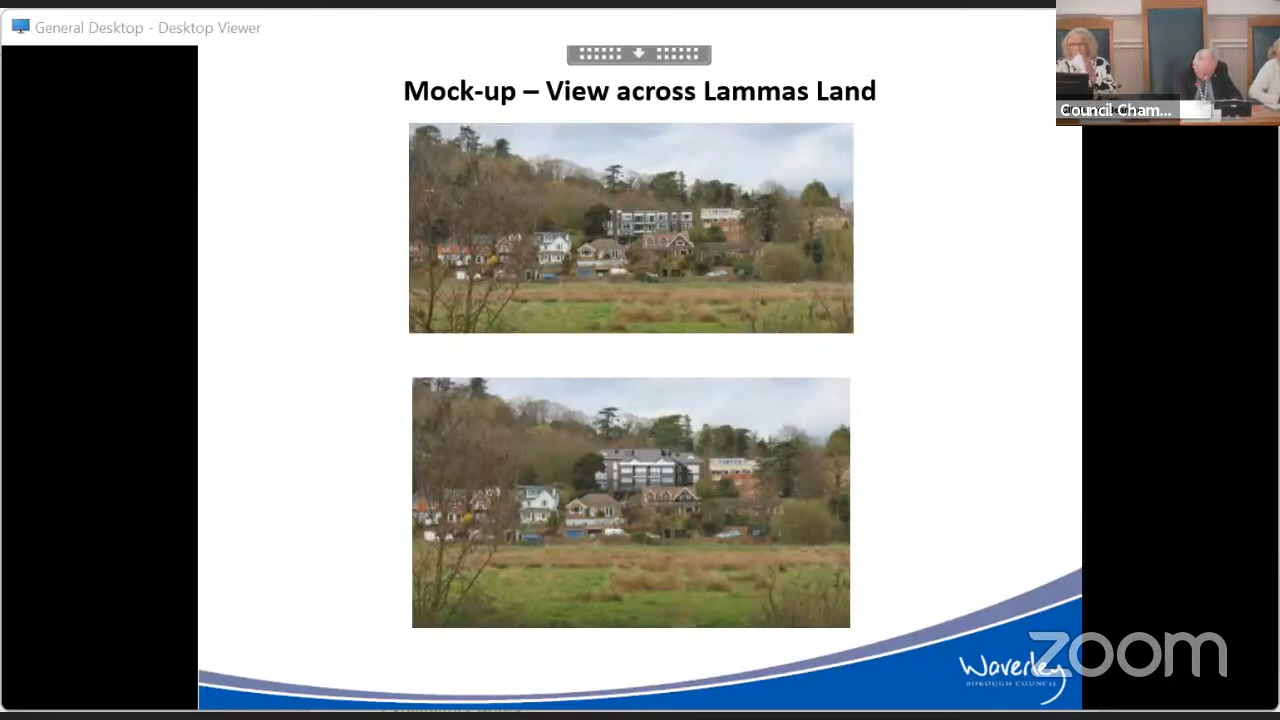 General Desktop - Desktop Viewer
Mock-up – View across Lammas Land
Council Cham...
zoom
Waverley
BOROUGH COUNCIL